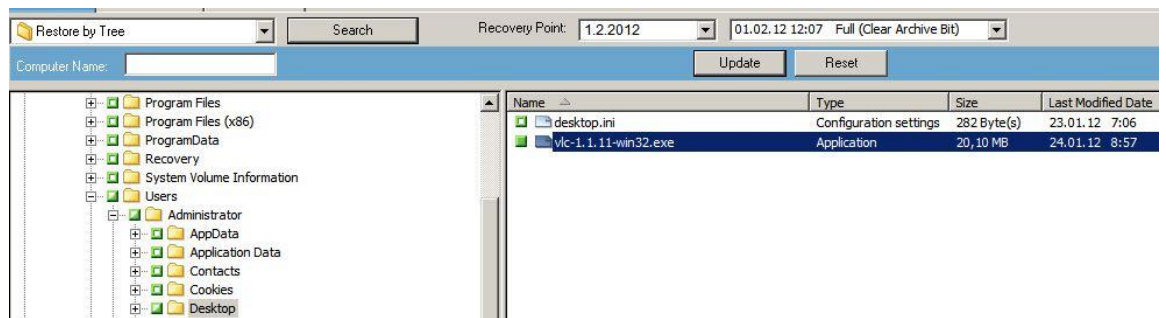 Restore by Tree Search Recovery Point: 1.2.2012 01.02.12 12:07 Full (Clear Archive Bit)
Computer Name: Update Reset
Program Files
Program Files (x86)
ProgramData
Recovery
System Volume Information
Users
Administrator
AppData
Application Data
Contacts
Cookies
Desktop
Name Type Size Last Modified Date
desktop.ini Configuration settings 282 Byte(s) 23.01.12 7:06
vlc-1.1.11-win32.exe Application 20,10 MB 24.01.12 8:57